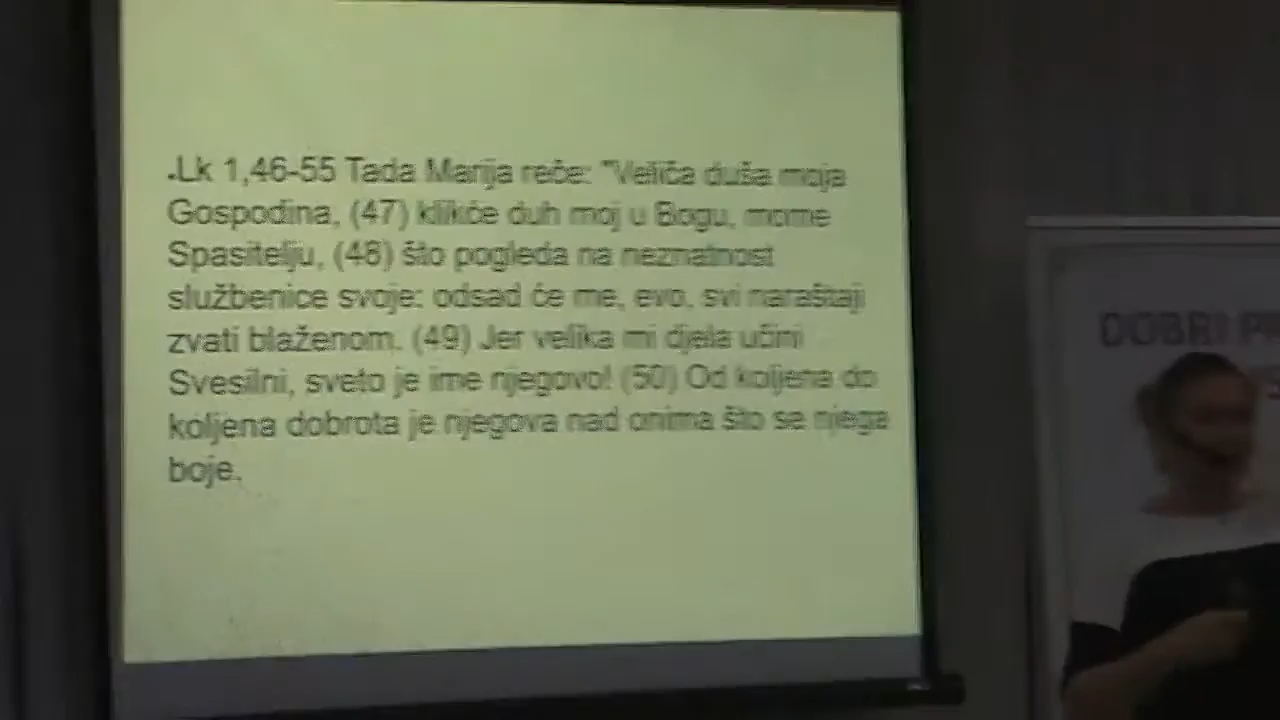 .Lk 1,46-55 Tada Marija reče: "Veliča duša moja
Gospodina, (47) klikće duh moj u Bogu, mome
Spasitelju, (48) što pogleda na neznatnost
službenice svoje: odsad će me, evo, svi naraštaji
zvati blaženom. (49) Jer velika mi djela učini
Svesilni, sveto je ime njegovo! (50) Od koljena do
koljena dobrota je njegova nad onima što se njega
boje.
DOBRI